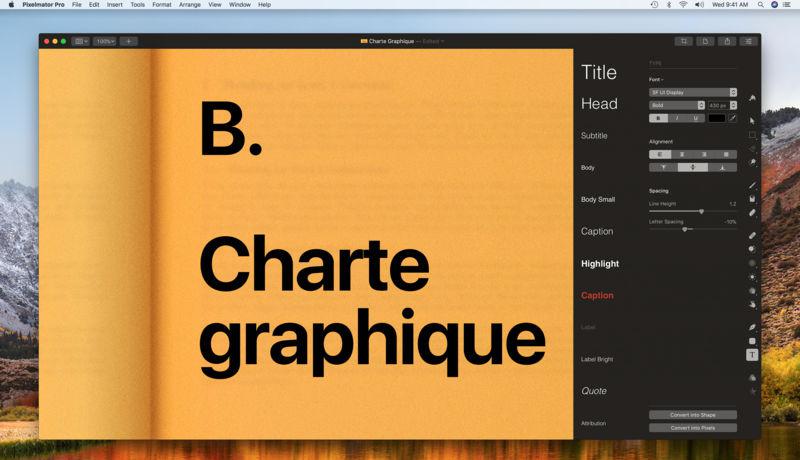 Pixelmator Pro File Edit Insert Tools Format Arrange View Window Help Wed 9:41 AM
100% Charte Graphique — Edited
B.
Charte
graphique
Title
Head
Subtitle
Body
Body Small
Caption
Highlight
Caption
Label
Label Bright
Quote
Attribution
TYPE
Font
SF UI Display
Bold 430 px
B I U
Alignment
Spacing
Line Height 1.2
Letter Spacing -10%
Convert into Shape
Convert into Pixels
T